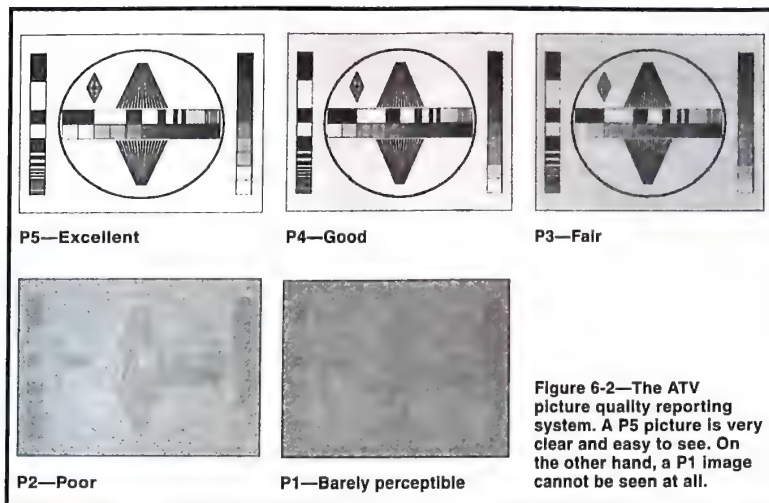 P5—Excellent
P4—Good
P3—Fair
P2—Poor
P1—Barely perceptible
Figure 6-2—The ATV
picture quality reporting
system. A P5 picture is very
clear and easy to see. On
the other hand, a P1 image
cannot be seen at all.